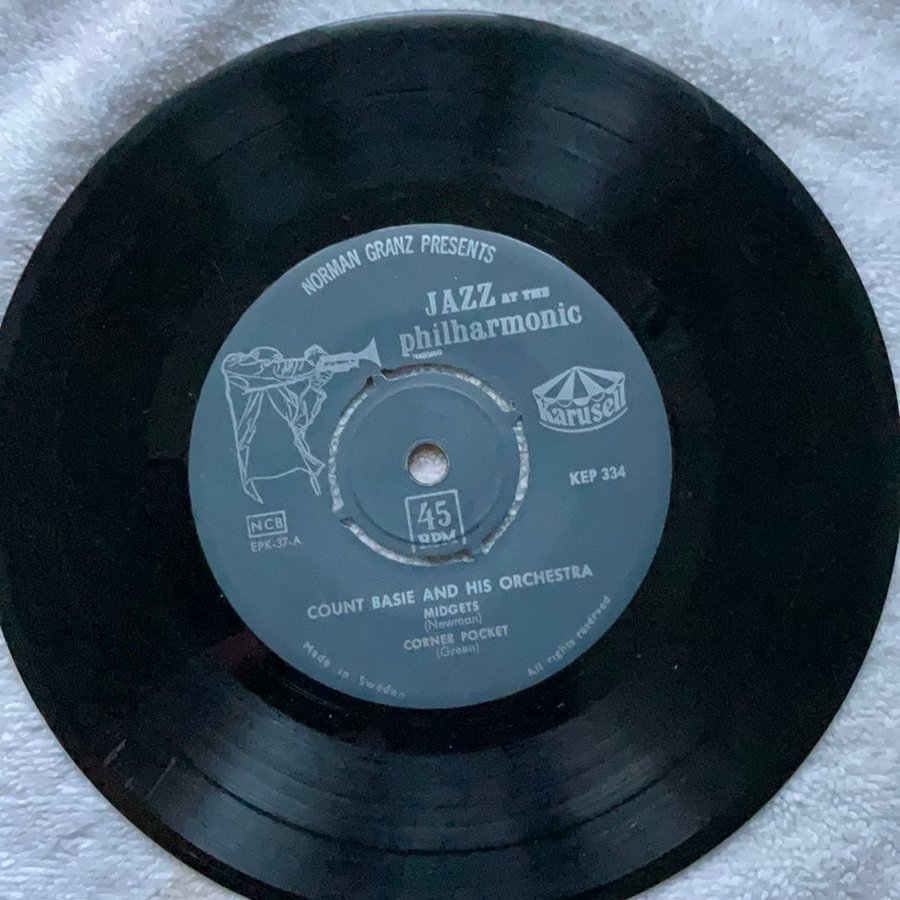 NORMAN GRANZ PRESENTS
JAZZ AT THE
philharmonic
TRADEMARK
Karusell
KEP 334
45
RPM
NCB
EPK-37-A
COUNT BASIE AND HIS ORCHESTRA
MIDGETS
(Newman)
CORNER POCKET
(Green)
Made in Sweden
All rights reserved